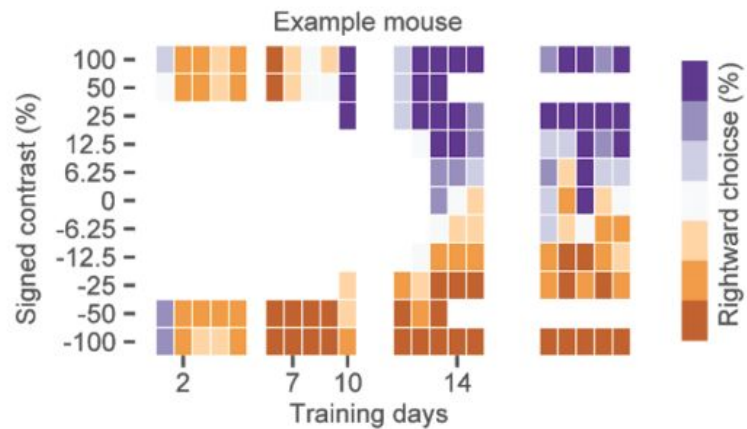 Example mouse
Signed contrast (%)
100
50
25
12.5
6.25
0
-6.25
-12.5
-25
-50
-100
2 7 10 14
Training days
Rightward choicse (%)